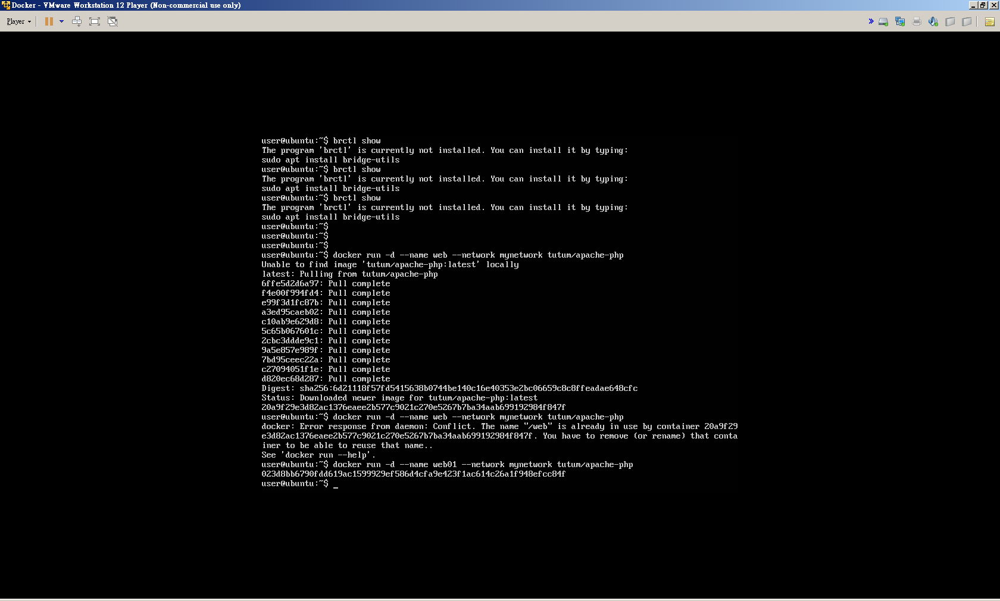 Docker - VMware Workstation 12 Player (Non-commercial use only)
Player
user@ubuntu:~$ brctl show
The program 'brctl' is currently not installed. You can install it by typing:
sudo apt install bridge-utils
user@ubuntu:~$ brctl show
The program 'brctl' is currently not installed. You can install it by typing:
sudo apt install bridge-utils
user@ubuntu:~$ brctl show
The program 'brctl' is currently not installed. You can install it by typing:
sudo apt install bridge-utils
user@ubuntu:~$
user@ubuntu:~$
user@ubuntu:~$
user@ubuntu:~$ docker run -d --name web --network mynetwork tutum/apache-php
Unable to find image 'tutum/apache-php:latest' locally
latest: Pulling from tutum/apache-php
6ffe5d2d6a97: Pull complete
f4e00f994fd4: Pull complete
e99f3d1fc87b: Pull complete
a3ed95caeb02: Pull complete
c10ab9e629d8: Pull complete
5c65b067601c: Pull complete
2cbc3ddde9c1: Pull complete
9a5e857e989f: Pull complete
7bd95ceec22a: Pull complete
c27094051f1e: Pull complete
d820ec68d287: Pull complete
Digest: sha256:6d21118f57fd5415638b0744be140c16e40353e2bc06659c8c8ffeadae648cfc
Status: Downloaded newer image for tutum/apache-php:latest
20a9f29e3d82ac1376eaee2b577c9021c270e5267b7ba34aab699192984f847f
user@ubuntu:~$ docker run -d --name web --network mynetwork tutum/apache-php
docker: Error response from daemon: Conflict. The name "/web" is already in use by container 20a9f29
e3d82ac1376eaee2b577c9021c270e5267b7ba34aab699192984f847f. You have to remove (or rename) that conta
iner to be able to reuse that name..
See 'docker run --help'.
user@ubuntu:~$ docker run -d --name web01 --network mynetwork tutum/apache-php
023d8bb6790fdd619ac1599929ef586d4cfa9e423f1ac614c26a1f948efcc84f
user@ubuntu:~$ _